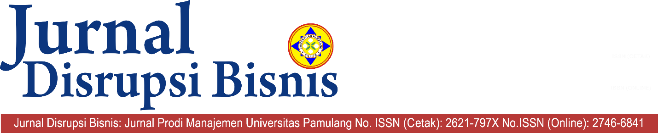 Jurnal
Disrupsi Bisnis
Jurnal Disrupsi Bisnis: Jurnal Prodi Manajemen Universitas Pamulang No. ISSN (Cetak): 2621-797X No.ISSN (Online): 2746-6841